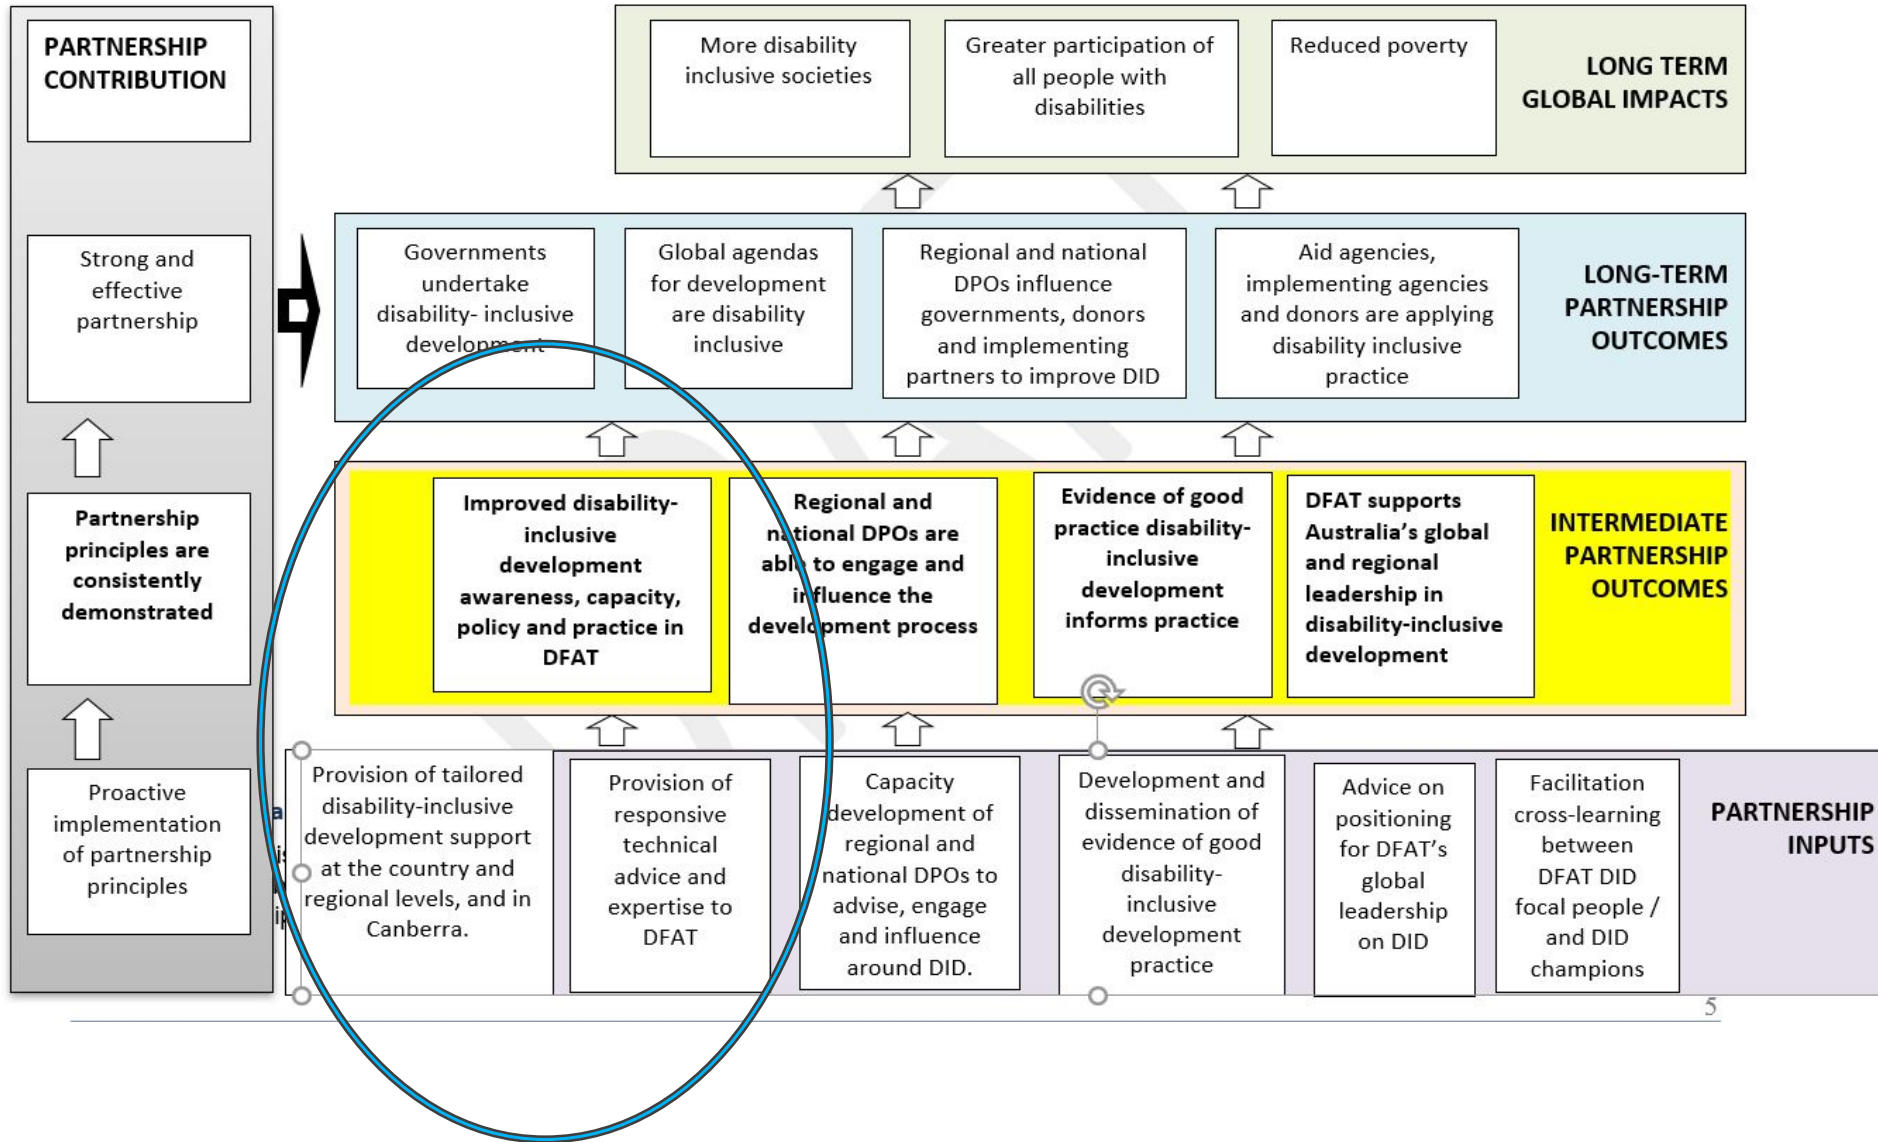 PARTNERSHIP
CONTRIBUTION
Strong and
effective
partnership
Partnership
principles are
consistently
demonstrated
Proactive
implementation
of partnership
principles
More disability
inclusive societies
Greater participation of
all people with
disabilities
Reduced poverty
LONG TERM
GLOBAL IMPACTS
Governments
undertake
disability- inclusive
development
Global agendas
for development
are disability
inclusive
Regional and national
DPOs influence
governments, donors
and implementing
partners to improve DID
Aid agencies,
implementing agencies
and donors are applying
disability inclusive
practice
LONG-TERM
PARTNERSHIP
OUTCOMES
Improved disability-
inclusive
development
awareness, capacity,
policy and practice in
DFAT
Regional and
national DPOs are
able to engage and
influence the
development process
Evidence of good
practice disability-
inclusive
development
informs practice
DFAT supports
Australia's global
and regional
leadership in
disability-inclusive
development
INTERMEDIATE
PARTNERSHIP
OUTCOMES
Provision of tailored
disability-inclusive
development support
at the country and
regional levels, and in
Canberra.
Provision of
responsive
technical
advice and
expertise to
DFAT
Capacity
development of
regional and
national DPOs to
advise, engage
and influence
around DID.
Development and
dissemination of
evidence of good
disability-
inclusive
development
practice
Advice on
positioning
for DFAT's
global
leadership
on DID
Facilitation
cross-learning
between
DFAT DID
focal people /
and DID
champions
PARTNERSHIP
INPUTS
5